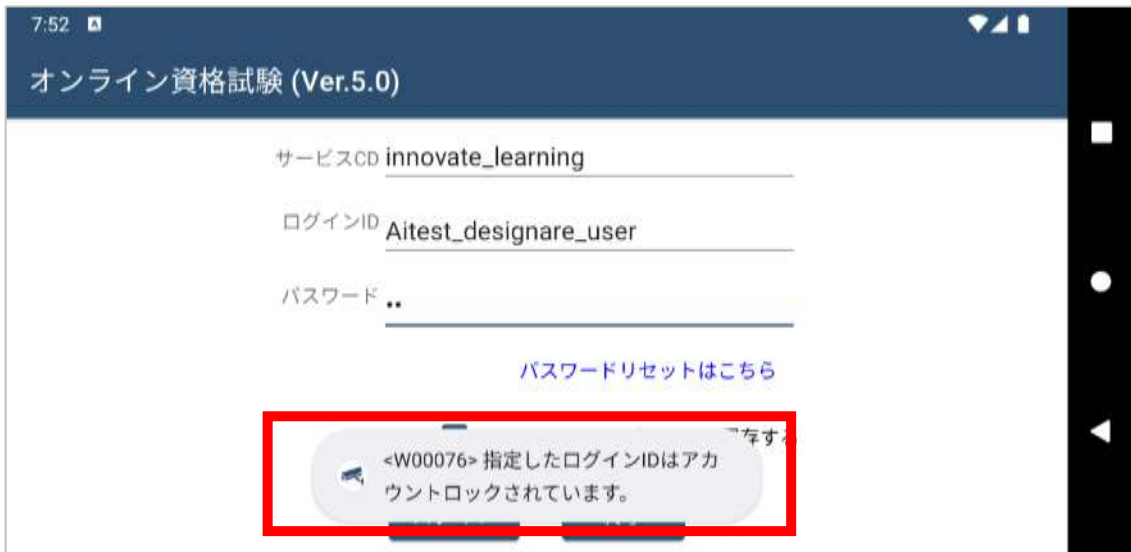 7:52 A
オンライン資格試験 (Ver.5.0)
サービスCD innovate_learning
ログインID Aitest_designare_user
パスワード ••
パスワードリセットはこちら
存する
<W00076> 指定したログインIDはアカ
ウントロックされています。